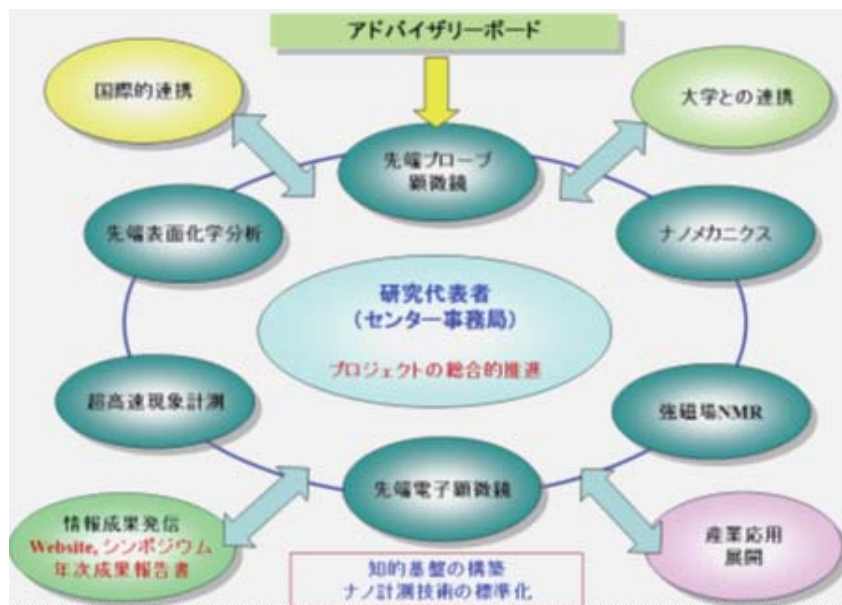 アドバイザリーボード
国際的連携
大学との連携
先端プローブ
顕微鏡
先端表面化学分析
ナノメカニクス
研究代表者
(センター事務局)
プロジェクトの総合的推進
超高速現象計測
強磁場NMR
先端電子顕微鏡
情報成果発信
Website, シンポジウム
年次成果報告書
産業応用
展開
知的基盤の構築
ナノ計測技術の標準化